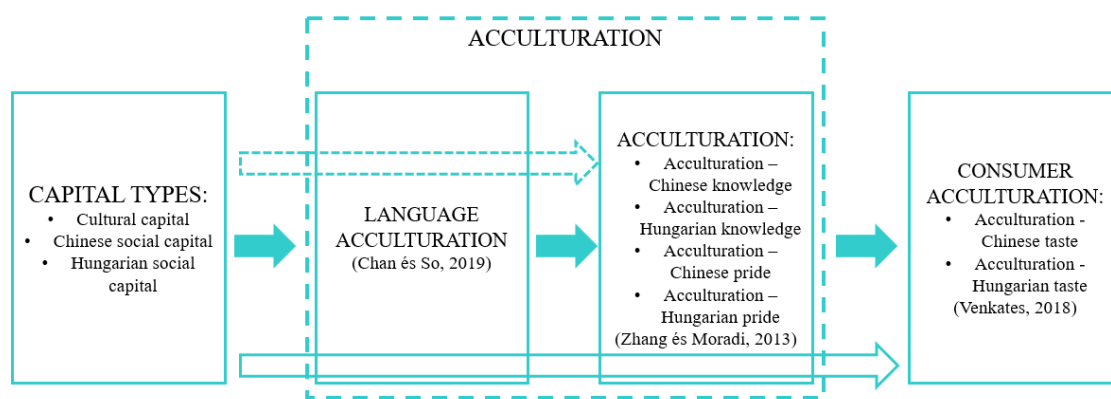 ACCULTURATION
CAPITAL TYPES:
• Cultural capital
• Chinese social capital
• Hungarian social
capital
LANGUAGE
ACCULTURATION
(Chan és So, 2019)
ACCULTURATION:
• Acculturation –
Chinese knowledge
• Acculturation –
Hungarian knowledge
• Acculturation –
Chinese pride
• Acculturation –
Hungarian pride
(Zhang és Moradi, 2013)
CONSUMER
ACCULTURATION:
• Acculturation -
Chinese taste
• Acculturation -
Hungarian taste
(Venkates, 2018)